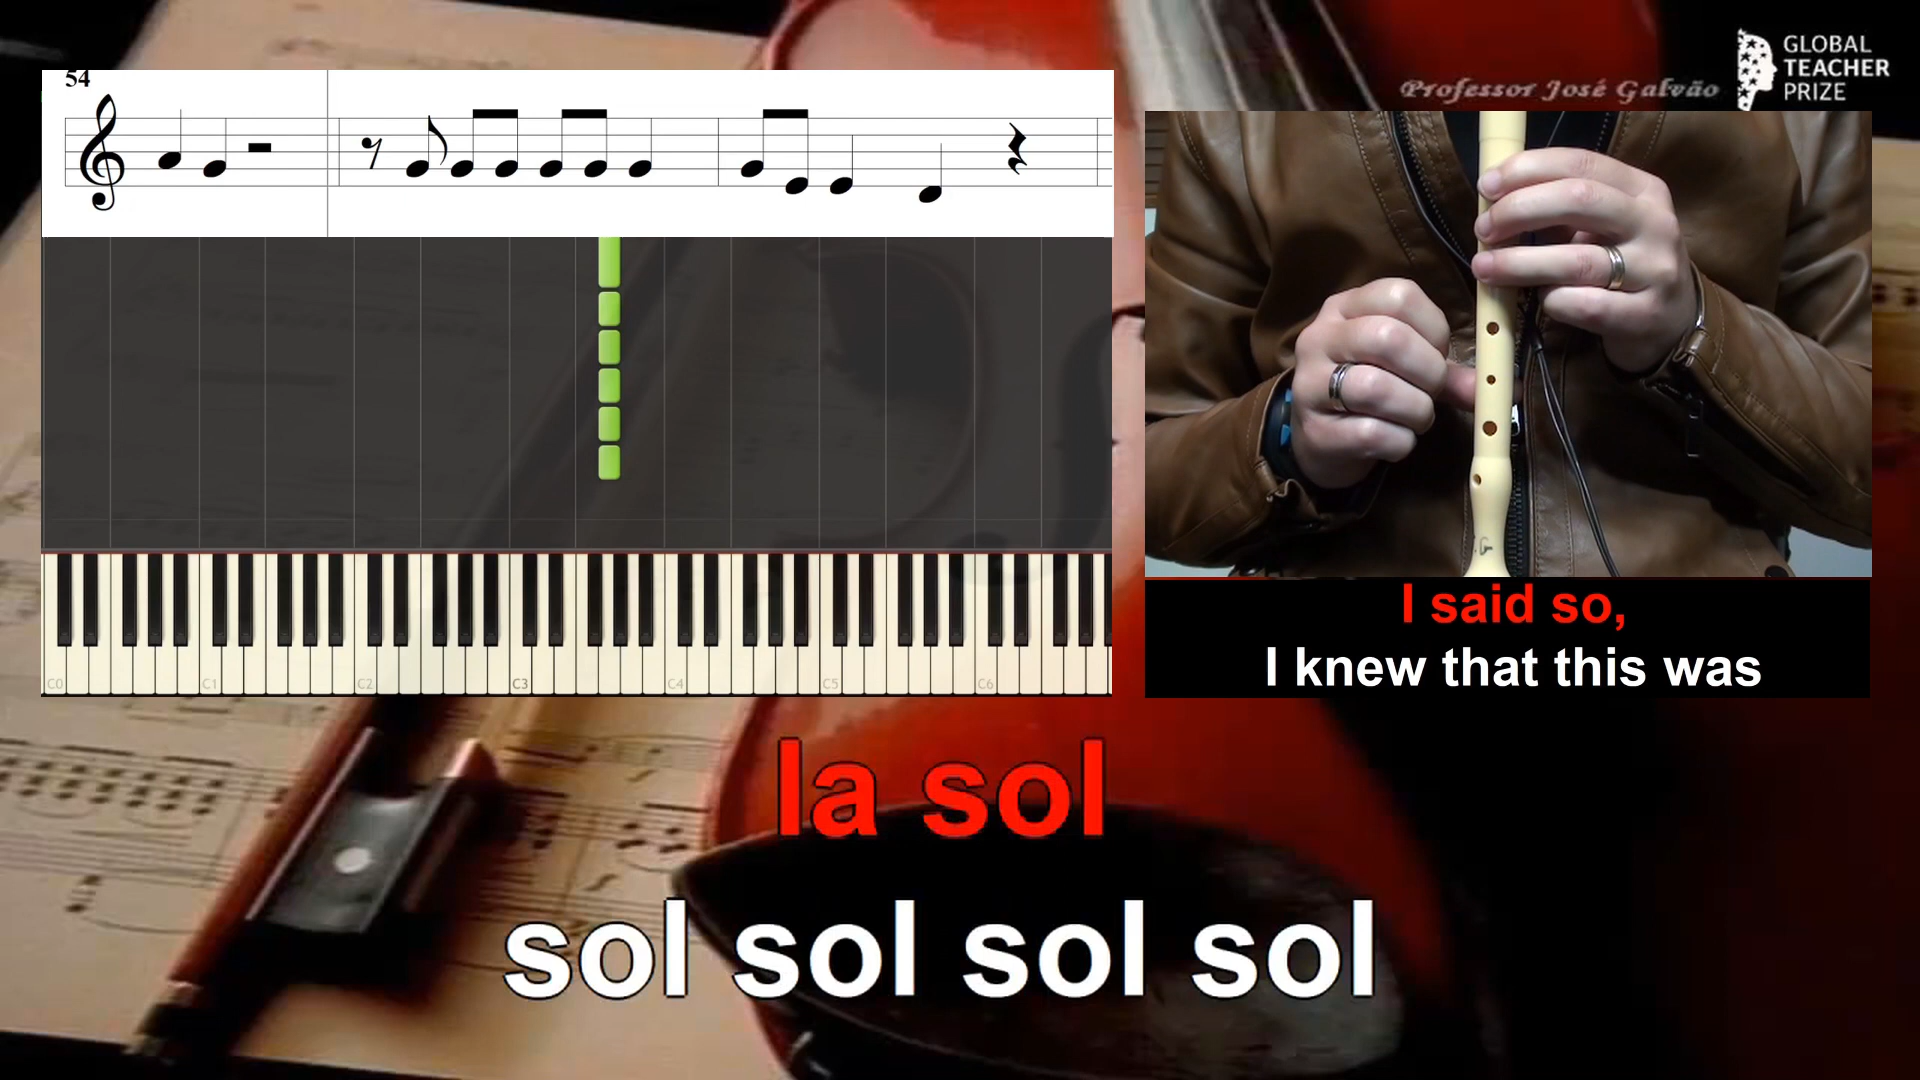 54
Professor José Galvão
GLOBAL
TEACHER
PRIZE
C0 C1 C2 C3 C4 C5 C6
I said so,
I knew that this was
la sol
sol sol sol sol